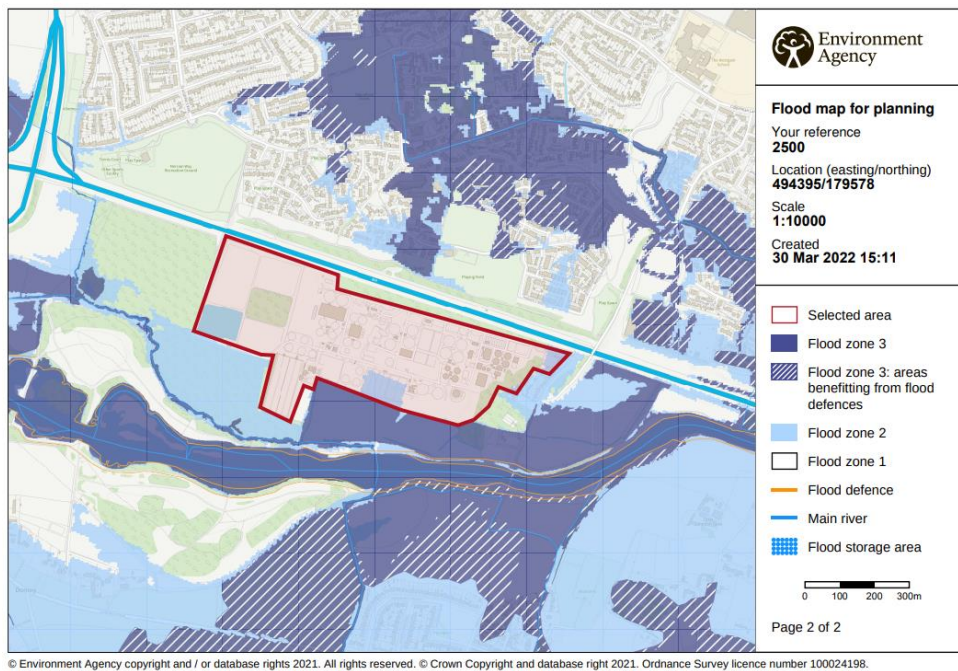 Environment
Agency
Flood map for planning
Your reference
2500
Location (easting/northing)
494395/179578
Scale
1:10000
Created
30 Mar 2022 15:11
Selected area
Flood zone 3
Flood zone 3: areas
benefitting from flood
defences
Flood zone 2
Flood zone 1
Flood defence
Main river
Flood storage area
0 100 200 300m
Page 2 of 2
© Environment Agency copyright and / or database rights 2021. All rights reserved. © Crown Copyright and database right 2021. Ordnance Survey licence number 100024198.